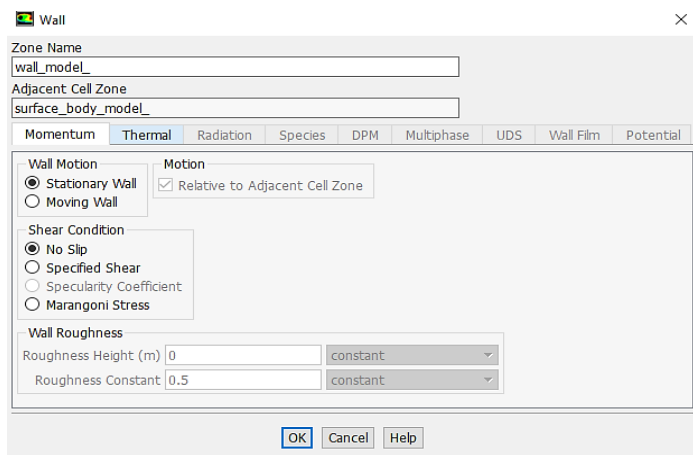 Wall
Zone Name
wall_model_
Adjacent Cell Zone
surface_body_model_
Momentum Thermal Radiation Species DPM Multiphase UDS Wall Film Potential
Wall Motion Motion
Stationary Wall Relative to Adjacent Cell Zone
Moving Wall
Shear Condition
No Slip
Specified Shear
Specularity Coefficient
Marangoni Stress
Wall Roughness
Roughness Height (m) 0 constant
Roughness Constant 0.5 constant
OK Cancel Help